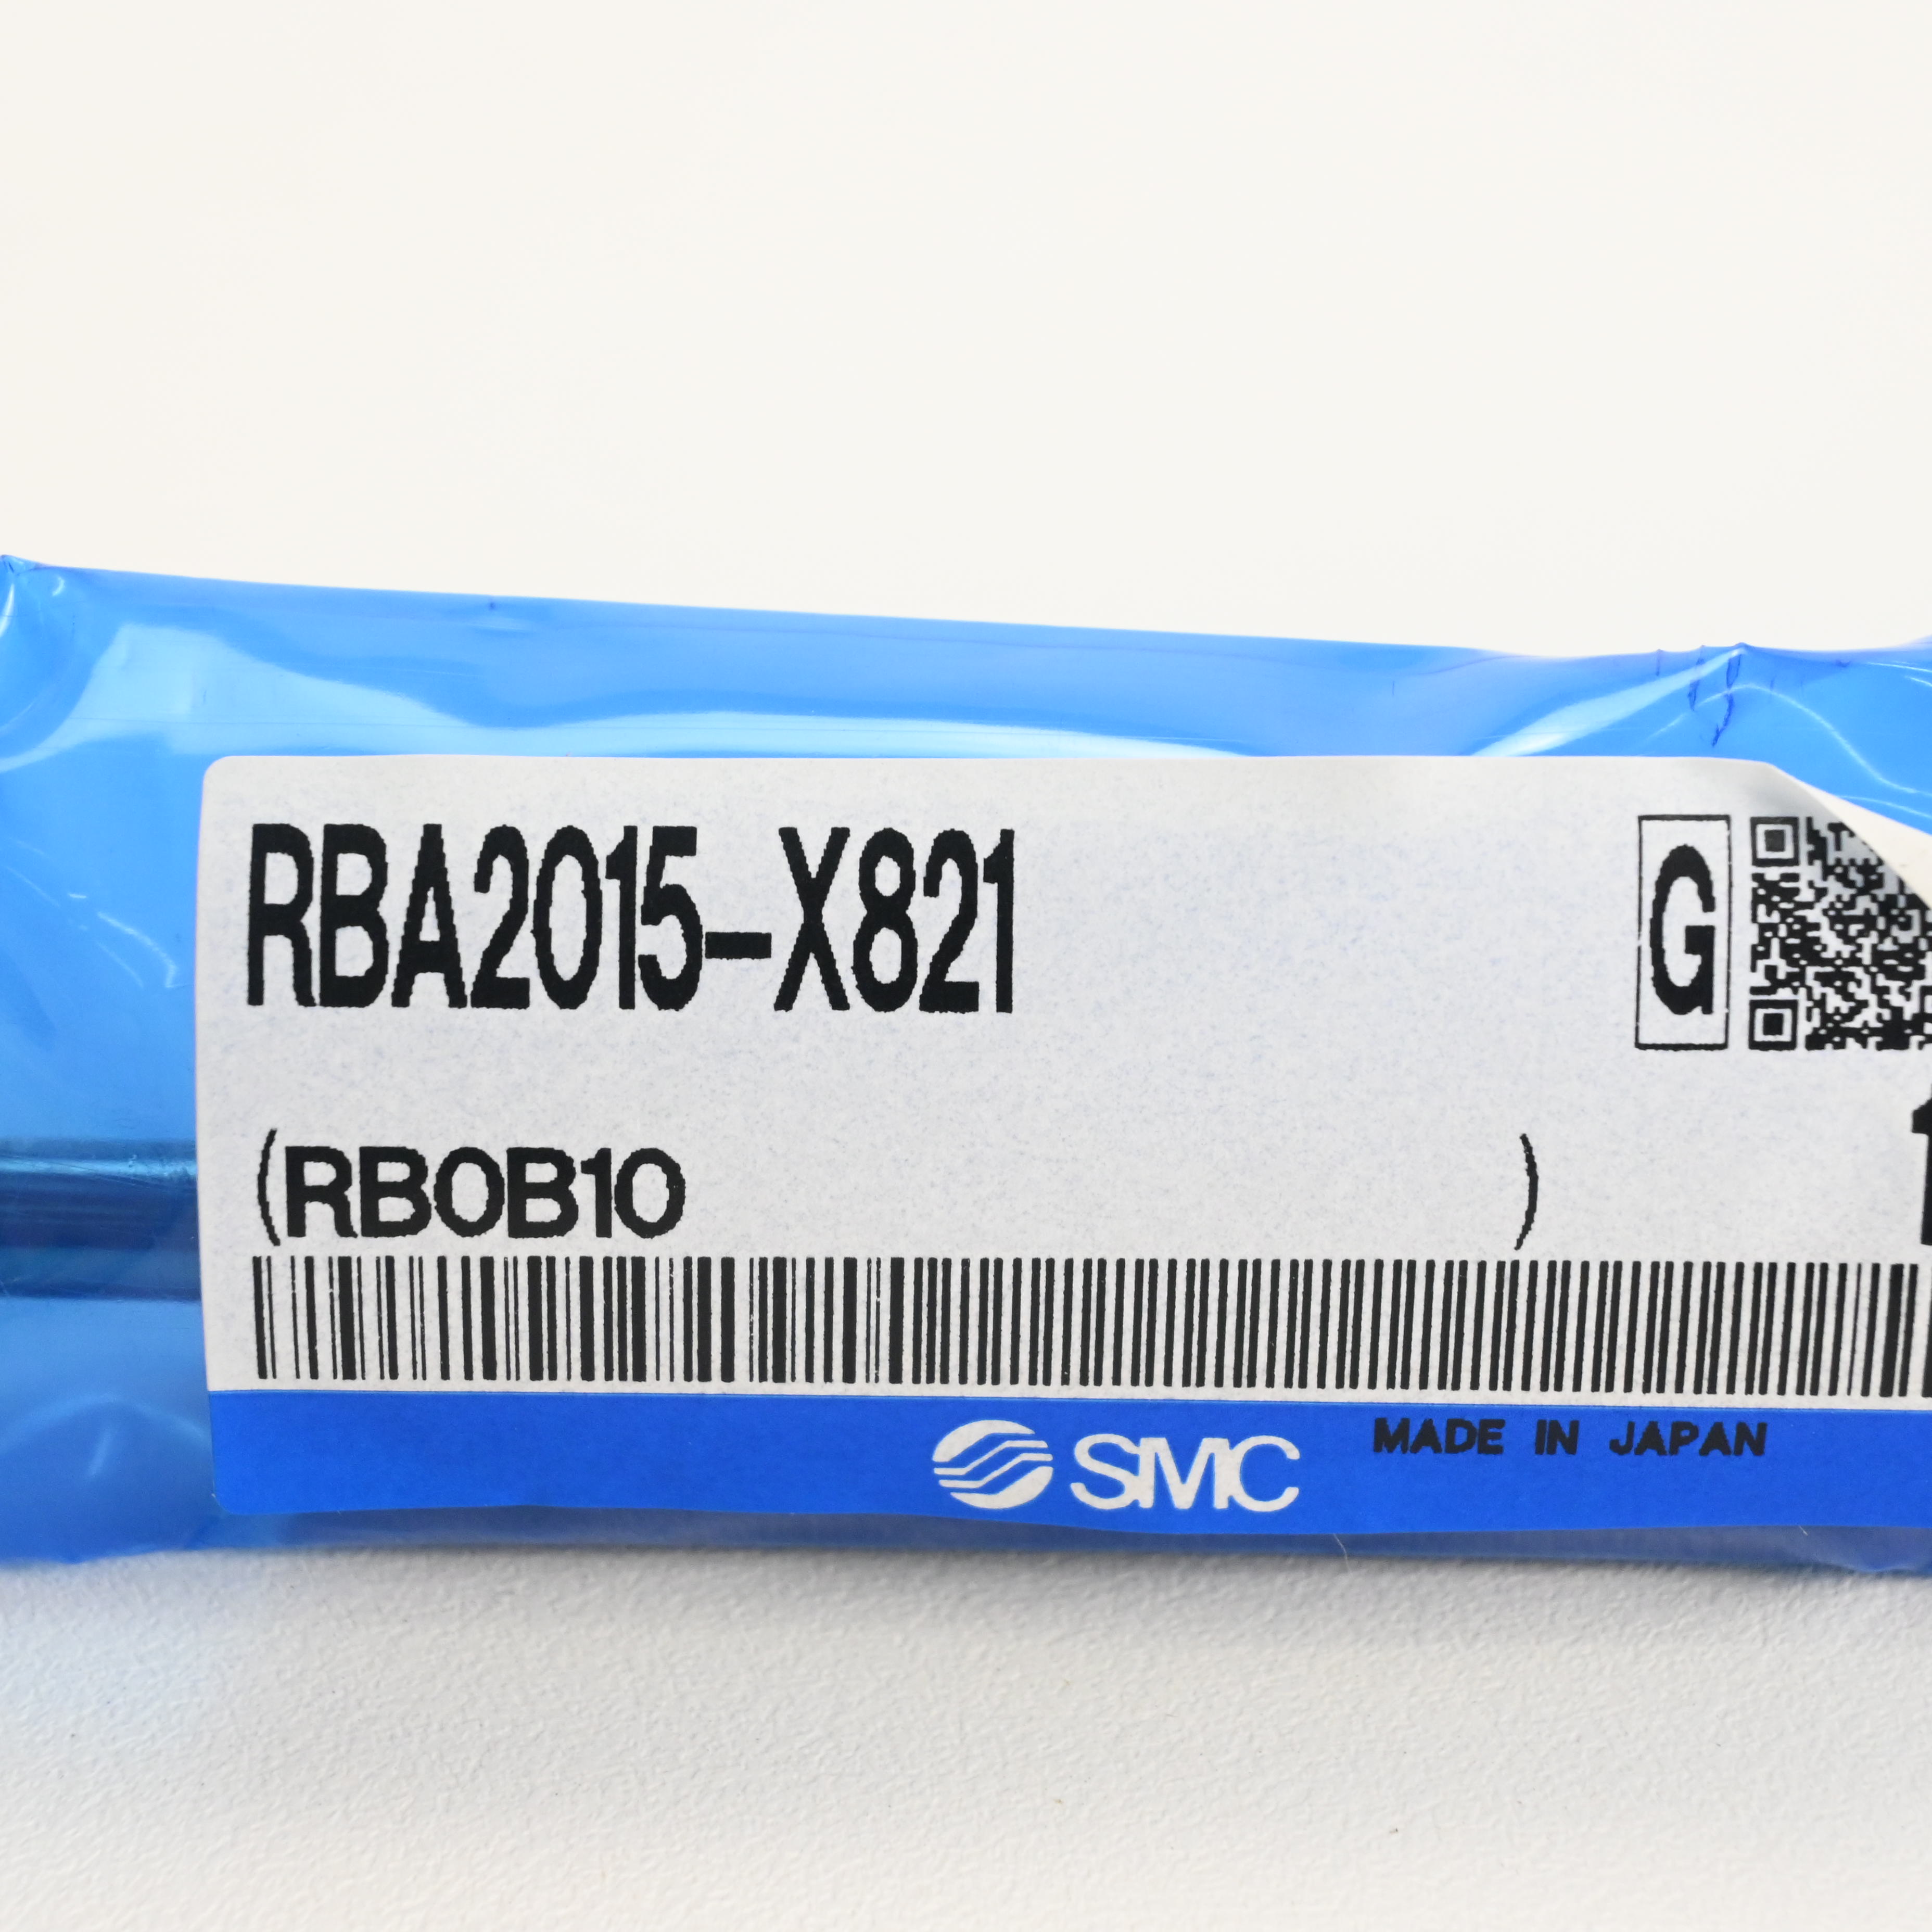 RBA2015-X821
G
(RB0B10 )
SMC MADE IN JAPAN